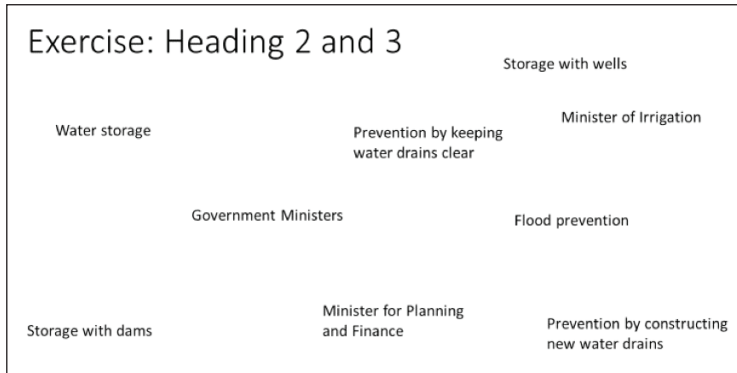 Exercise: Heading 2 and 3
Storage with wells
Minister of Irrigation
Water storage
Prevention by keeping
water drains clear
Government Ministers
Flood prevention
Minister for Planning
and Finance
Storage with dams
Prevention by constructing
new water drains